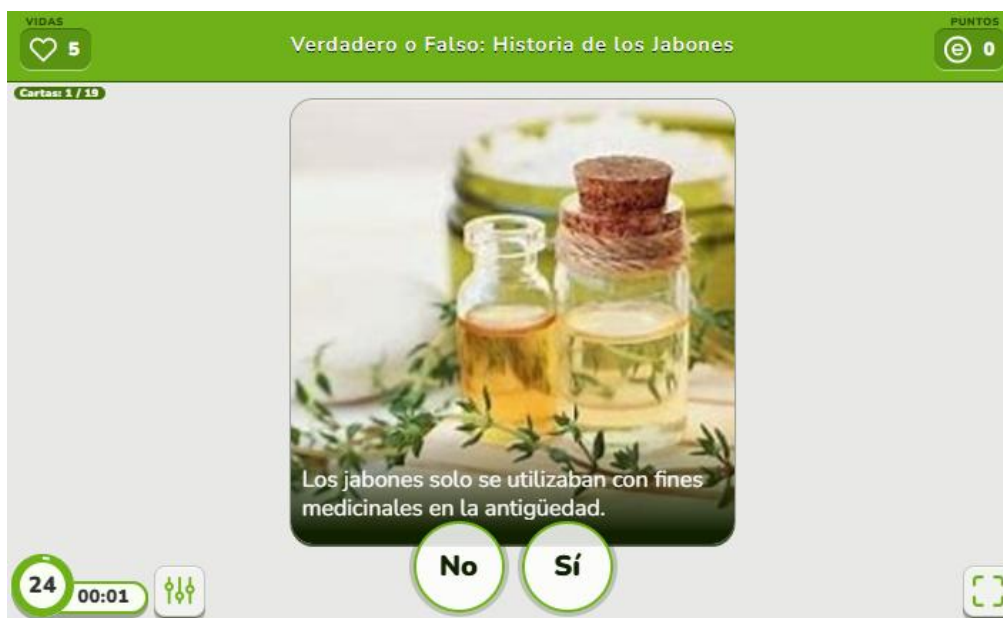 VIDAS
5
Verdadero o Falso: Historia de los Jabones
PUNTOS
e 0
Cartas: 1 / 19
Los jabones solo se utilizaban con fines
medicinales en la antigüedad.
No
Sí
24
00:01